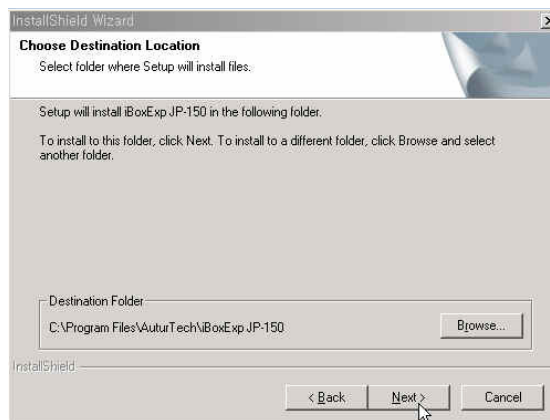 InstallShield Wizard
Choose Destination Location
Select folder where Setup will install files.
Setup will install iBoxExp JP-150 in the following folder.
To install to this folder, click Next. To install to a different folder, click Browse and select
another folder.
Destination Folder
C:\Program Files\AuturTech\iBoxExp JP-150
Browse...
InstallShield
< Back
Next >
Cancel